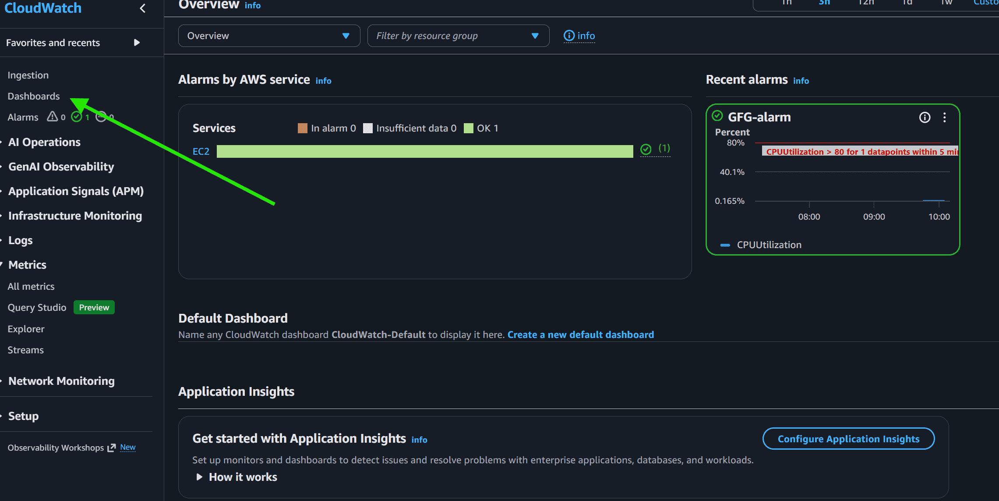 CloudWatch
Favorites and recents
Ingestion
Dashboards
Alarms 0 1 0
AI Operations
GenAI Observability
Application Signals (APM)
Infrastructure Monitoring
Logs
Metrics
All metrics
Query Studio Preview
Explorer
Streams
Network Monitoring
Setup
Observability Workshops New
Overview info
1h 3h 12h 1d 1w Custo
Overview
Filter by resource group
info
Alarms by AWS service info
Services In alarm 0 Insufficient data 0 OK 1
EC2 (1)
Recent alarms info
GFG-alarm
Percent
80%
CPUUtilization > 80 for 1 datapoints within 5 mi
40.1%
0.165%
08:00 09:00 10:00
CPUUtilization
Default Dashboard
Name any CloudWatch dashboard CloudWatch-Default to display it here. Create a new default dashboard
Application Insights
Get started with Application Insights info
Configure Application Insights
Set up monitors and dashboards to detect issues and resolve problems with enterprise applications, databases, and workloads.
How it works